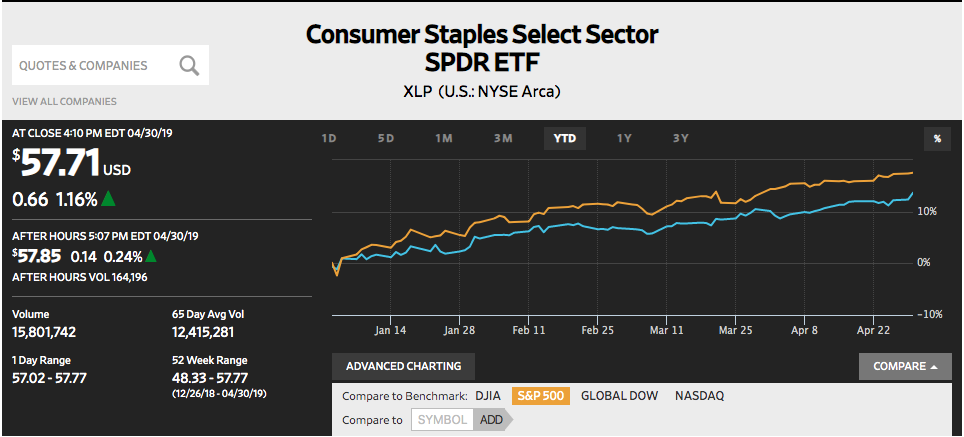 Consumer Staples Select Sector
SPDR ETF
XLP (U.S.: NYSE Arca)
QUOTES & COMPANIES
VIEW ALL COMPANIES
AT CLOSE 4:10 PM EDT 04/30/19
$57.71 USD
0.66 1.16%
AFTER HOURS 5:07 PM EDT 04/30/19
$57.85 0.14 0.24%
AFTER HOURS VOL 164,196
Volume 65 Day Avg Vol
15,801,742 12,415,281
1 Day Range 52 Week Range
57.02 - 57.77 48.33 - 57.77
(12/26/18 - 04/30/19)
1D 5D 1M 3M YTD 1Y 3Y %
10%
0%
-10%
Jan 14 Jan 28 Feb 11 Feb 25 Mar 11 Mar 25 Apr 8 Apr 22
ADVANCED CHARTING COMPARE
Compare to Benchmark: DJIA S&P 500 GLOBAL DOW NASDAQ
Compare to SYMBOL ADD